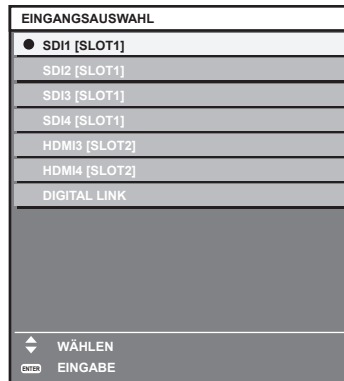 EINGANGSAUSWAHL
SDI1 [SLOT1]
SDI2 [SLOT1]
SDI3 [SLOT1]
SDI4 [SLOT1]
HDMI3 [SLOT2]
HDMI4 [SLOT2]
DIGITAL LINK
WÄHLEN
ENTER EINGABE